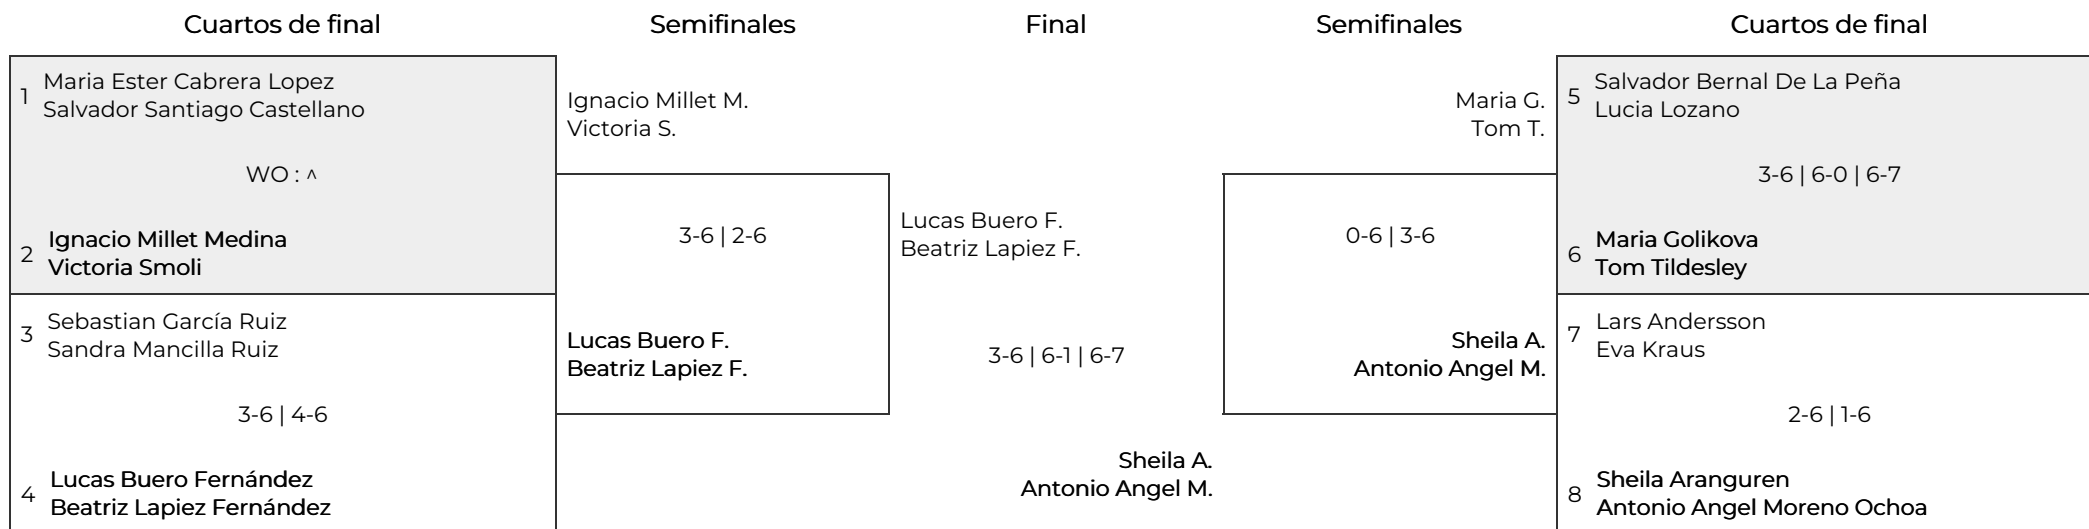 Cuartos de final
Semifinales
Final
Semifinales
Cuartos de final
1
Maria Ester Cabrera Lopez
Salvador Santiago Castellano
WO : ^
2
Ignacio Millet Medina
Victoria Smoli
3
Sebastian García Ruiz
Sandra Mancilla Ruiz
3-6 | 4-6
4
Lucas Buero Fernández
Beatriz Lapiez Fernández
Ignacio Millet M.
Victoria S.
3-6 | 2-6
Lucas Buero F.
Beatriz Lapiez F.
Lucas Buero F.
Beatriz Lapiez F.
3-6 | 6-1 | 6-7
Sheila A.
Antonio Angel M.
Maria G.
Tom T.
0-6 | 3-6
Sheila A.
Antonio Angel M.
5
Salvador Bernal De La Peña
Lucia Lozano
3-6 | 6-0 | 6-7
6
Maria Golikova
Tom Tildesley
7
Lars Andersson
Eva Kraus
2-6 | 1-6
8
Sheila Aranguren
Antonio Angel Moreno Ochoa